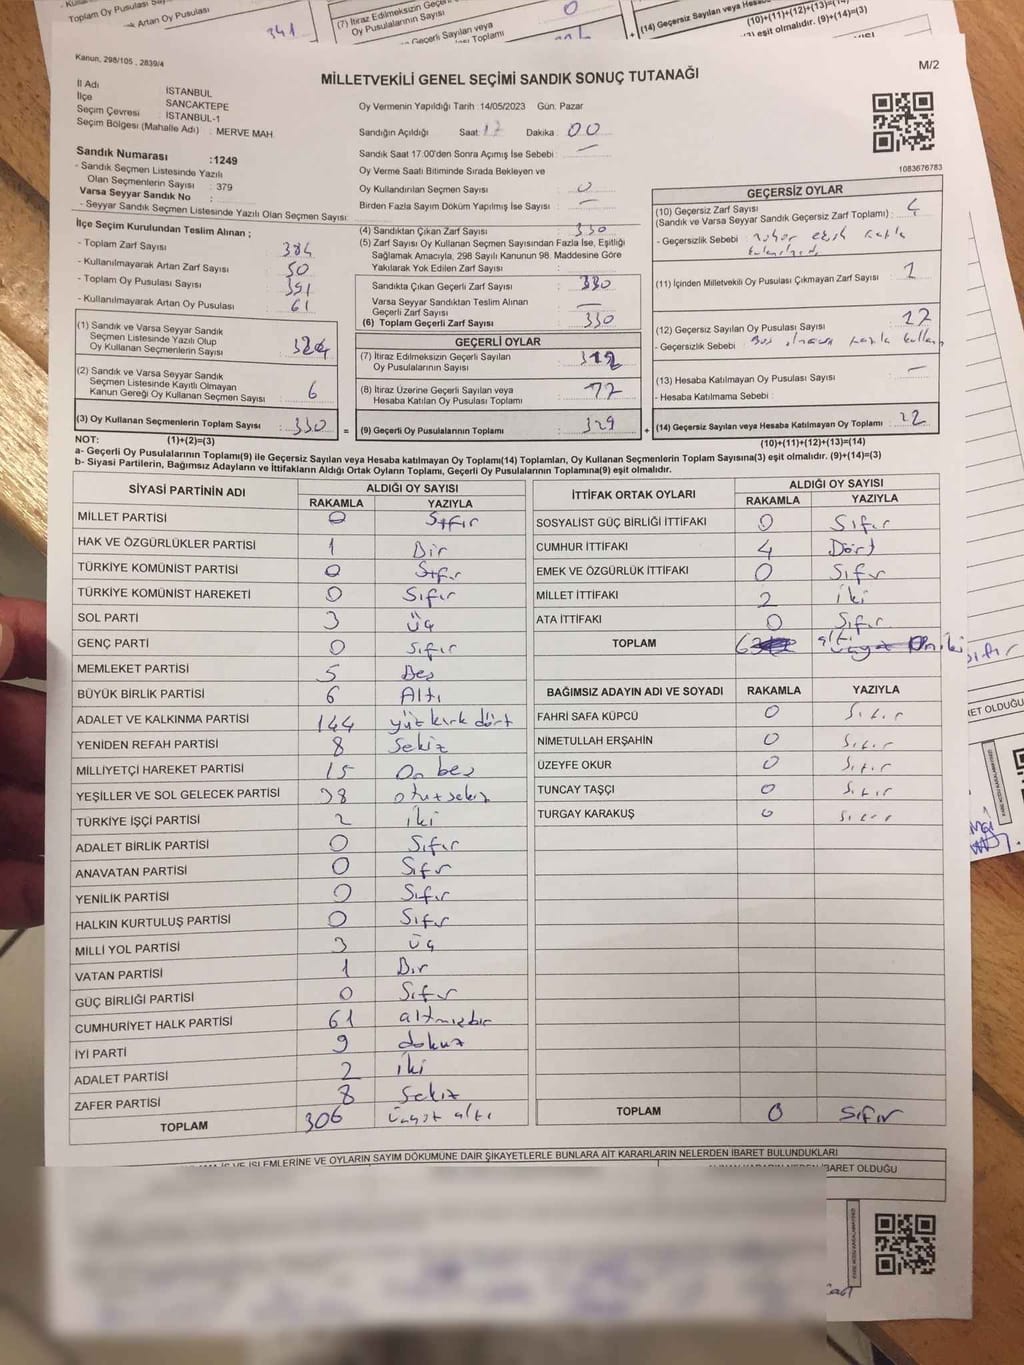 Toplam Oy Pusulası
Artan Oy Pusulası
341
(7) İtiraz Edilmeksizin
Oy Pusulalarının Sayısı
0
Geçerli Sayılan veya
Toplamı
(14) Geçersiz Sayılan veya
(10)+(11)+(12)+(13)=(14)
eşit olmalıdır. (9)+(14)=(3)
Kanun, 298/105, 2839/4
MİLLETVEKİLİ GENEL SEÇİMİ SANDIK SONUÇ TUTANAĞI
M/2
İl Adı : İSTANBUL
İlçe : SANCAKTEPE
Seçim Çevresi : İSTANBUL-1
Seçim Bölgesi (Mahalle Adı) : MERVE MAH.
Sandık Numarası :1249
- Sandık Seçmen Listesinde Yazılı
Olan Seçmenlerin Sayısı : 379
Varsa Seyyar Sandık No :
- Seyyar Sandık Seçmen Listesinde Yazılı Olan Seçmen Sayısı:
İlçe Seçim Kurulundan Teslim Alınan ;
- Toplam Zarf Sayısı : 384
- Kullanılmayarak Artan Zarf Sayısı : 50
- Toplam Oy Pusulası Sayısı : 391
- Kullanılmayarak Artan Oy Pusulası : 61
(1) Sandık ve Varsa Seyyar Sandık
Seçmen Listesinde Yazılı Olup
Oy Kullanan Seçmenlerin Sayısı : 324
(2) Sandık ve Varsa Seyyar Sandık
Seçmen Listesinde Kayıtlı Olmayan
Kanun Gereği Oy Kullanan Seçmen Sayısı : 6
(3) Oy Kullanan Seçmenlerin Toplam Sayısı : 330
Oy Vermenin Yapıldığı Tarih :14/05/2023 Gün: Pazar
Sandığın Açıldığı Saat: 17 Dakika : 00
Sandık Saat 17:00'den Sonra Açımış İse Sebebi : —
Oy Verme Saati Bitiminde Sırada Bekleyen ve
Oy Kullandırılan Seçmen Sayısı : 0
Birden Fazla Sayım Döküm Yapılmış İse Sayısı : —
(4) Sandıktan Çıkan Zarf Sayısı : 330
(5) Zarf Sayısı Oy Kullanan Seçmen Sayısından Fazla İse, Eşitliği
Sağlamak Amacıyla, 298 Sayılı Kanunun 98. Maddesine Göre
Yakılarak Yok Edilen Zarf Sayısı :
Sandıkta Çıkan Geçerli Zarf Sayısı : 330
Varsa Seyyar Sandıktan Teslim Alınan
Geçerli Zarf Sayısı : —
(6) Toplam Geçerli Zarf Sayısı : 330
GEÇERLİ OYLAR
(7) İtiraz Edilmeksizin Geçerli Sayılan
Oy Pusulalarının Sayısı : 312
(8) İtiraz Üzerine Geçerli Sayılan veya
Hesaba Katılan Oy Pusulası Toplamı :
= (9) Geçerli Oy Pusulalarının Toplamı : 329
1083676783
GEÇERSİZ OYLAR
(10) Geçersiz Zarf Sayısı
(Sandık ve Varsa Seyyar Sandık Geçersiz Zarf Toplamı) : 4
- Geçersizlik Sebebi :
(11) İçinden Milletvekili Oy Pusulası Çıkmayan Zarf Sayısı : 1
(12) Geçersiz Sayılan Oy Pusulası Sayısı : 17
- Geçersizlik Sebebi :
(13) Hesaba Katılmayan Oy Pusulası Sayısı : —
- Hesaba Katılmama Sebebi :
+ (14) Geçersiz Sayılan veya Hesaba Katılmayan Oy Toplamı : 22
NOT: (1)+(2)=(3)
(10)+(11)+(12)+(13)=(14)
a- Geçerli Oy Pusulasının Toplamı(9) ile Geçersiz Sayılan veya Hesaba katılmayan Oy Toplamı(14) Toplamları, Oy Kullanan Seçmenlerin Toplam Sayısına(3) eşit olmalıdır. (9)+(14)=(3)
b- Siyasi Partilerin, Bağımsız Adayların ve İttifakların Aldığı Ortak Oyların Toplamı, Geçerli Oy Pusulalarının Toplamına(9) eşit olmalıdır.
SİYASİ PARTİNİN ADI
ALDIĞI OY SAYISI
RAKAMLA YAZIYLA
MİLLET PARTİSİ 0 Sıfır
HAK VE ÖZGÜRLÜKLER PARTİSİ 1 Bir
TÜRKİYE KOMÜNİST PARTİSİ 0 Sıfır
TÜRKİYE KOMÜNİST HAREKETİ 0 Sıfır
SOL PARTİ 3 Üç
GENÇ PARTİ 0 Sıfır
MEMLEKET PARTİSİ 5 Beş
BÜYÜK BİRLİK PARTİSİ 6 Altı
ADALET VE KALKINMA PARTİSİ 144 yüz kırk dört
YENİDEN REFAH PARTİSİ 8 Sekiz
MİLLİYETÇİ HAREKET PARTİSİ 15 On beş
YEŞİLLER VE SOL GELECEK PARTİSİ 38 otuzsekiz
TÜRKİYE İŞÇİ PARTİSİ 2 iki
ADALET BİRLİK PARTİSİ 0 Sıfır
ANAVATAN PARTİSİ 0 Sıfır
YENİLİK PARTİSİ 0 Sıfır
HALKIN KURTULUŞ PARTİSİ 0 Sıfır
MİLLİ YOL PARTİSİ 3 üç
VATAN PARTİSİ 1 Bir
GÜÇ BİRLİĞİ PARTİSİ 0 Sıfır
CUMHURİYET HALK PARTİSİ 61 altmışbir
İYİ PARTİ 9 dokuz
ADALET PARTİSİ 2 iki
ZAFER PARTİSİ 8 Sekiz
TOPLAM 306 üçyüz altı
İTTİFAK ORTAK OYLARI
ALDIĞI OY SAYISI
RAKAMLA YAZIYLA
SOSYALİST GÜÇ BİRLİĞİ İTTİFAKI 0 Sıfır
CUMHUR İTTİFAKI 4 Dört
EMEK VE ÖZGÜRLÜK İTTİFAKI 0 Sıfır
MİLLET İTTİFAKI 2 iki
ATA İTTİFAKI 0 Sıfır
TOPLAM 6 altı
BAĞIMSIZ ADAYIN ADI VE SOYADI RAKAMLA YAZIYLA
FAHRİ SAFA KÜPCÜ 0 Sıfır
NİMETULLAH ERŞAHİN 0 Sıfır
ÜZEYFE OKUR 0 Sıfır
TUNCAY TAŞÇI 0 Sıfır
TURGAY KARAKUŞ 0 Sıfır
TOPLAM 0 Sıfır
İŞLEMLERİNE VE OYLARIN SAYIM DÖKÜMÜNE DAİR ŞİKAYETLERLE BUNLARA AİT KARARLARIN NELERDEN İBARET BULUNDUKLARI
İBARET OLDUĞU
sıfır
RET OLDUĞU